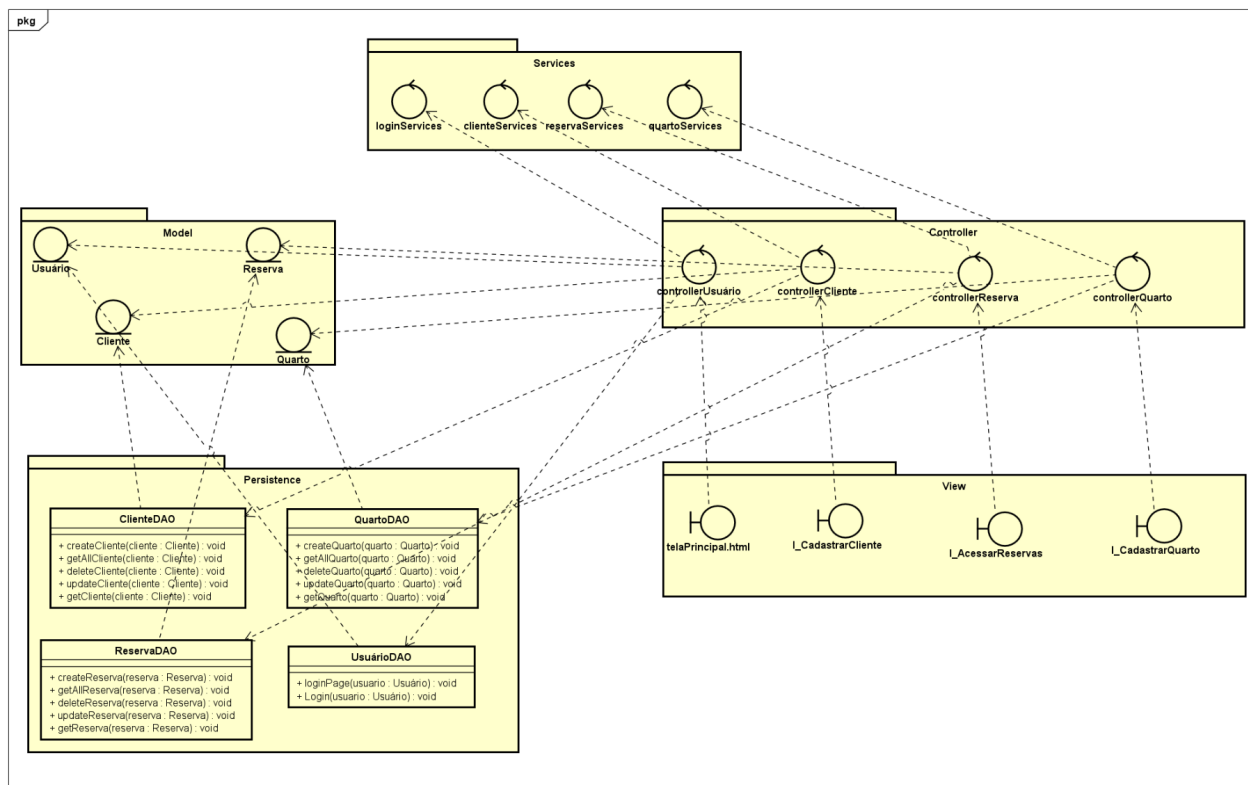 pkg
Services
loginServices
clienteServices
reservaServices
quartoServices
Model
Usuário
Reserva
Cliente
Quarto
Controller
controllerUsuário
controllerCliente
controllerReserva
controllerQuarto
Persistence
ClienteDAO
+ createCliente(cliente : Cliente) : void
+ getAllCliente(cliente : Cliente) : void
+ deleteCliente(cliente : Cliente) : void
+ updateCliente(cliente : Cliente) : void
+ getCliente(cliente : Cliente) : void
QuartoDAO
+ createQuarto(quarto : Quarto) : void
+ getAllQuarto(quarto : Quarto) : void
+ deleteQuarto(quarto : Quarto) : void
+ updateQuarto(quarto : Quarto) : void
+ getQuarto(quarto : Quarto) : void
ReservaDAO
+ createReserva(reserva : Reserva) : void
+ getAllReserva(reserva : Reserva) : void
+ deleteReserva(reserva : Reserva) : void
+ updateReserva(reserva : Reserva) : void
+ getReserva(reserva : Reserva) : void
UsuárioDAO
+ loginPage(usuario : Usuário) : void
+ Login(usuario : Usuário) : void
View
telaPrincipal.html
I_CadastrarCliente
I_AcessarReservas
I_CadastrarQuarto